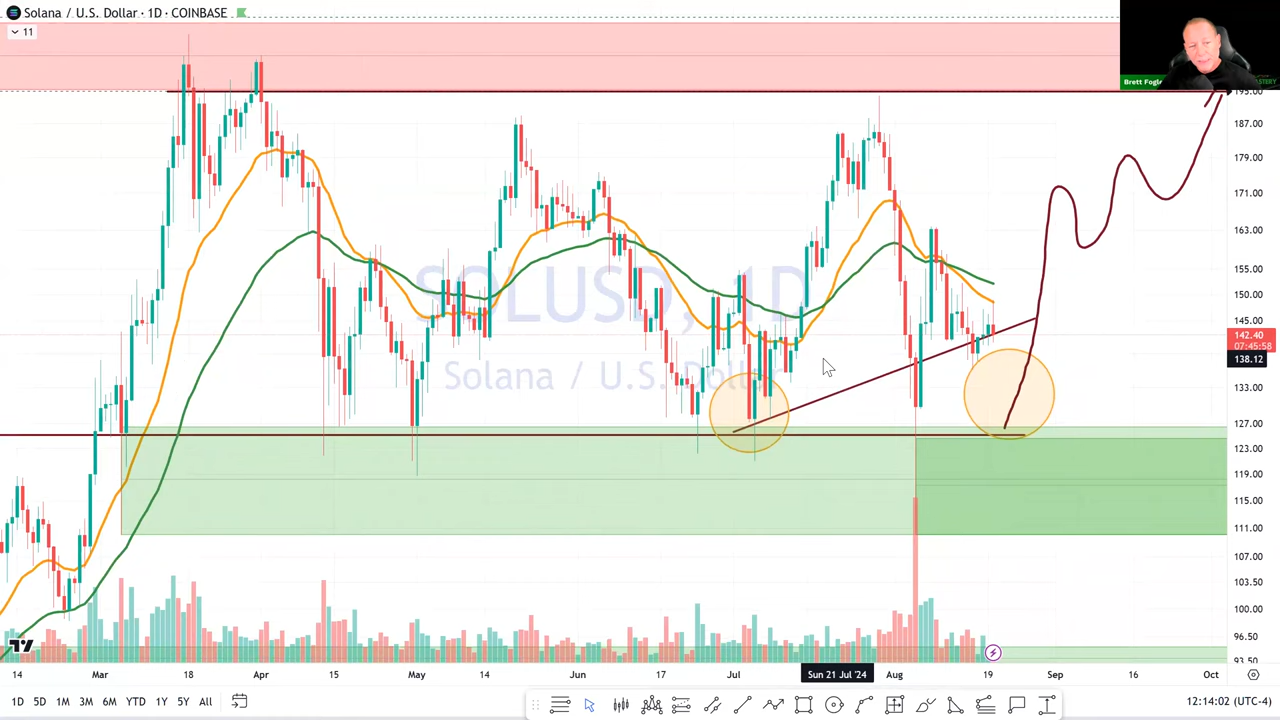 Solana / U.S. Dollar · 1D · COINBASE
11
Brett Fogle
195.00
187.00
179.00
171.00
163.00
155.00
150.00
145.00
142.40
07:45:58
138.12
133.00
127.00
123.00
119.00
115.00
111.00
107.00
103.50
100.00
96.50
93.50
SOLUSD, 1D
Solana / U.S. Dollar
14
Mar
18
Apr
15
May
14
Jun
17
Jul
Sun 21 Jul '24
Aug
19
Sep
16
Oct
1D 5D 1M 3M 6M YTD 1Y 5Y All
12:14:02 (UTC-4)